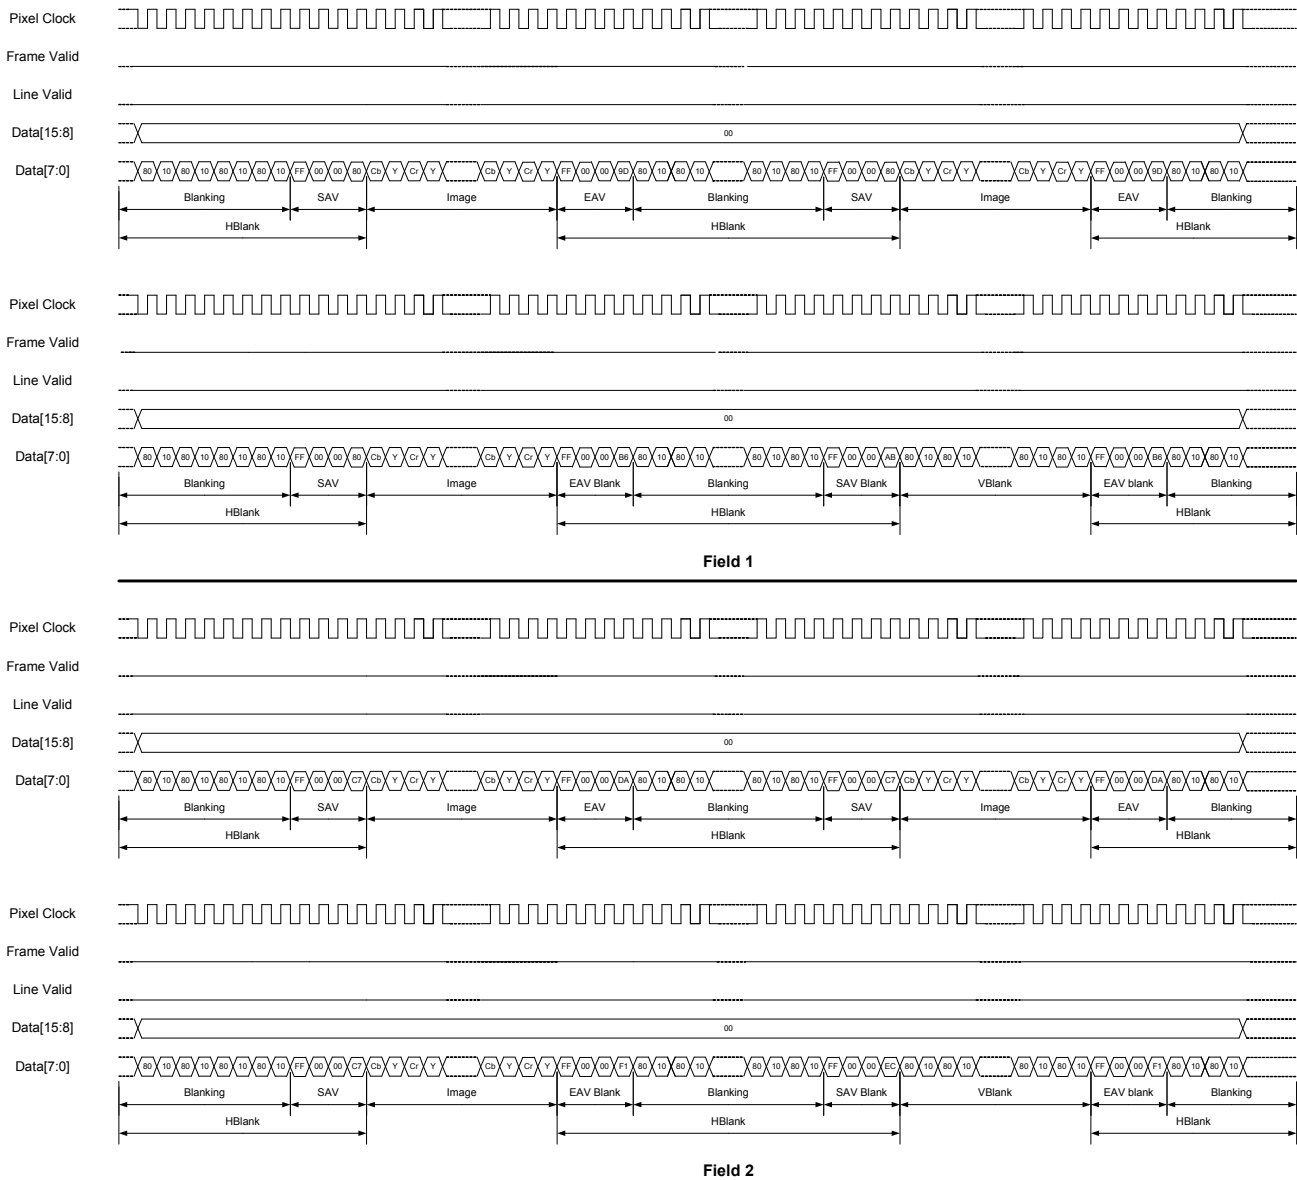 Pixel Clock
Frame Valid
Line Valid
Data[15:8] 00
Data[7:0] 80 10 80 10 80 10 80 10 FF 00 00 80 Cb Y Cr Y Cb Y Cr Y FF 00 00 9D 80 10 80 10 80 10 80 10 FF 00 00 80 Cb Y Cr Y Cb Y Cr Y FF 00 00 9D 80 10 80 10
Blanking SAV Image EAV Blanking SAV Image EAV Blanking
HBlank HBlank HBlank
Pixel Clock
Frame Valid
Line Valid
Data[15:8] 00
Data[7:0] 80 10 80 10 80 10 80 10 FF 00 00 80 Cb Y Cr Y Cb Y Cr Y FF 00 00 B6 80 10 80 10 80 10 80 10 FF 00 00 AB 80 10 80 10 80 10 80 10 FF 00 00 B6 80 10 80 10
Blanking SAV Image EAV Blank Blanking SAV Blank VBlank EAV blank Blanking
HBlank HBlank HBlank
Field 1
Pixel Clock
Frame Valid
Line Valid
Data[15:8] 00
Data[7:0] 80 10 80 10 80 10 80 10 FF 00 00 C7 Cb Y Cr Y Cb Y Cr Y FF 00 00 DA 80 10 80 10 80 10 80 10 FF 00 00 C7 Cb Y Cr Y Cb Y Cr Y FF 00 00 DA 80 10 80 10
Blanking SAV Image EAV Blanking SAV Image EAV Blanking
HBlank HBlank HBlank
Pixel Clock
Frame Valid
Line Valid
Data[15:8] 00
Data[7:0] 80 10 80 10 80 10 80 10 FF 00 00 C7 Cb Y Cr Y Cb Y Cr Y FF 00 00 F1 80 10 80 10 80 10 80 10 FF 00 00 EC 80 10 80 10 80 10 80 10 FF 00 00 F1 80 10 80 10
Blanking SAV Image EAV Blank Blanking SAV Blank VBlank EAV blank Blanking
HBlank HBlank HBlank
Field 2